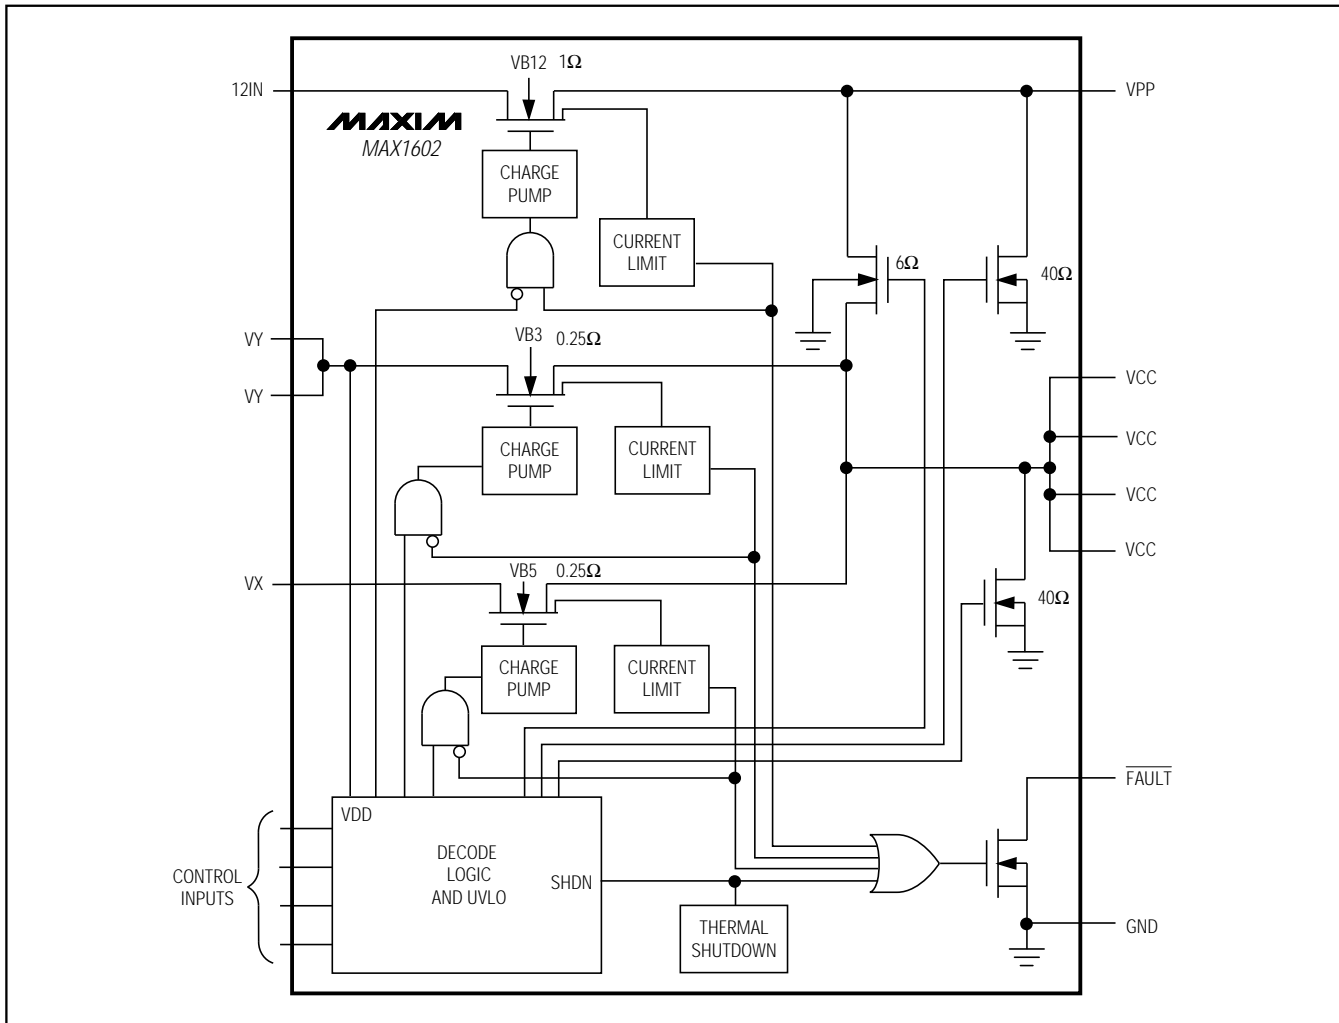 VB12 1Ω
12IN
VPP
MAXIM
MAX1602
CHARGE
PUMP
CURRENT
LIMIT
6Ω
40Ω
VY
VB3 0.25Ω
VY
VCC
VCC
VCC
VCC
CHARGE
PUMP
CURRENT
LIMIT
VX
VB5 0.25Ω
40Ω
CHARGE
PUMP
CURRENT
LIMIT
FAULT
VDD
DECODE
LOGIC
AND UVLO
SHDN
CONTROL
INPUTS
THERMAL
SHUTDOWN
GND